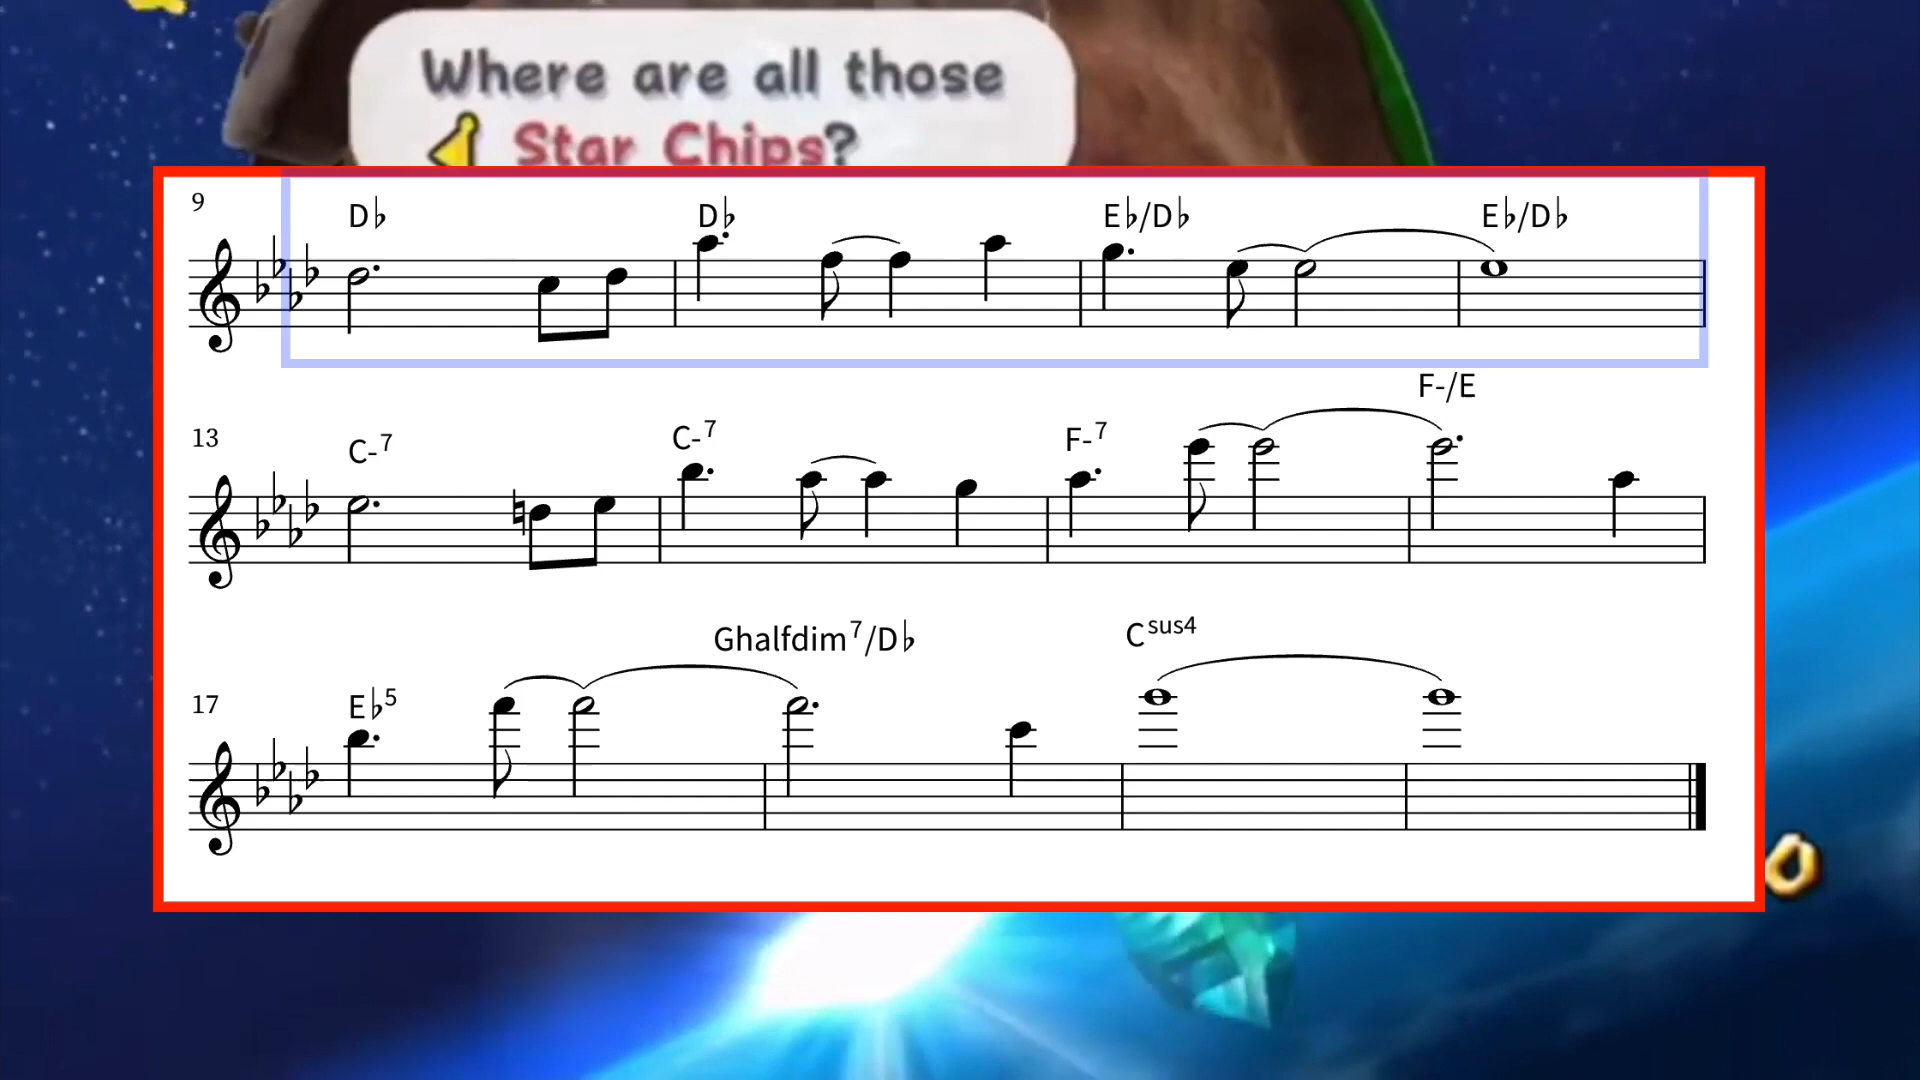 Where are all those
Star Chips?
9
D♭ D♭ E♭/D♭ E♭/D♭
F-/E
13
C-7 C-7 F-7
Ghalfdim7/D♭ Csus4
17
E♭5